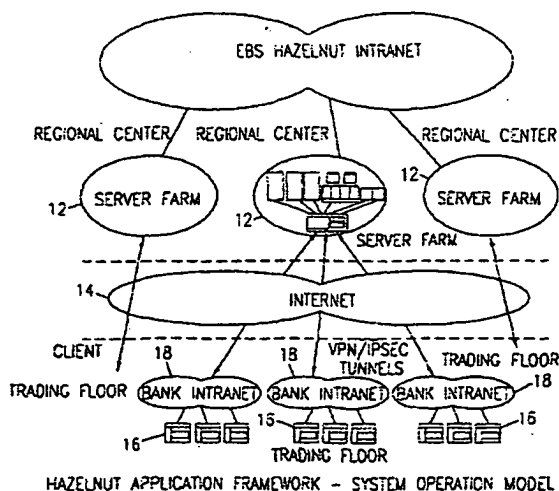 EBS HAZELNUT INTRANET
REGIONAL CENTER REGIONAL CENTER REGIONAL CENTER
12
12 SERVER FARM 12 SERVER FARM
SERVER FARM
14 INTERNET
CLIENT 18 18 VPN/IPSEC TUNNELS TRADING FLOOR
TRADING FLOOR BANK INTRANET BANK INTRANET BANK INTRANET 18
16 16 16
TRADING FLOOR
HAZELNUT APPLICATION FRAMEWORK - SYSTEM OPERATION MODEL